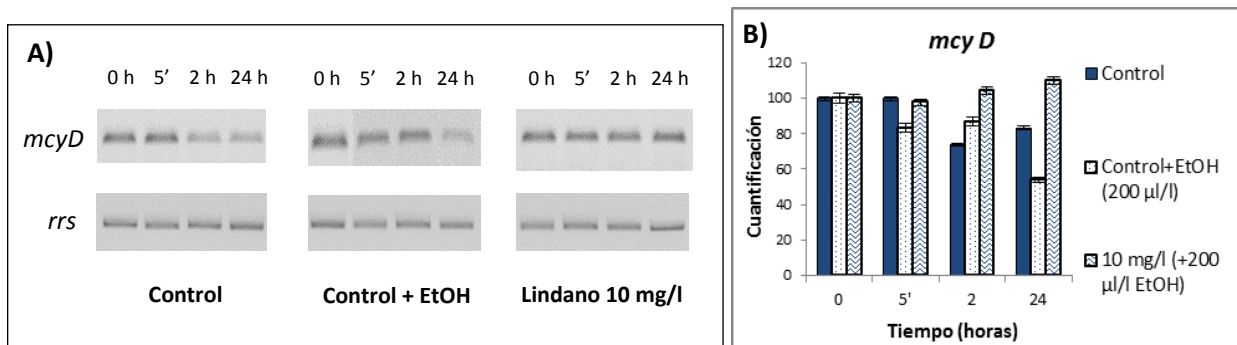 A)
0 h 5’ 2 h 24 h 0 h 5’ 2 h 24 h 0 h 5’ 2 h 24 h
mcyD
rrs
Control Control + EtOH Lindano 10 mg/l
B)
mcy D
Cuantificación
120
100
80
60
40
20
0
0 5' 2 24
Tiempo (horas)
Control
Control+EtOH
(200 µl/l)
10 mg/l (+200
µl/l EtOH)